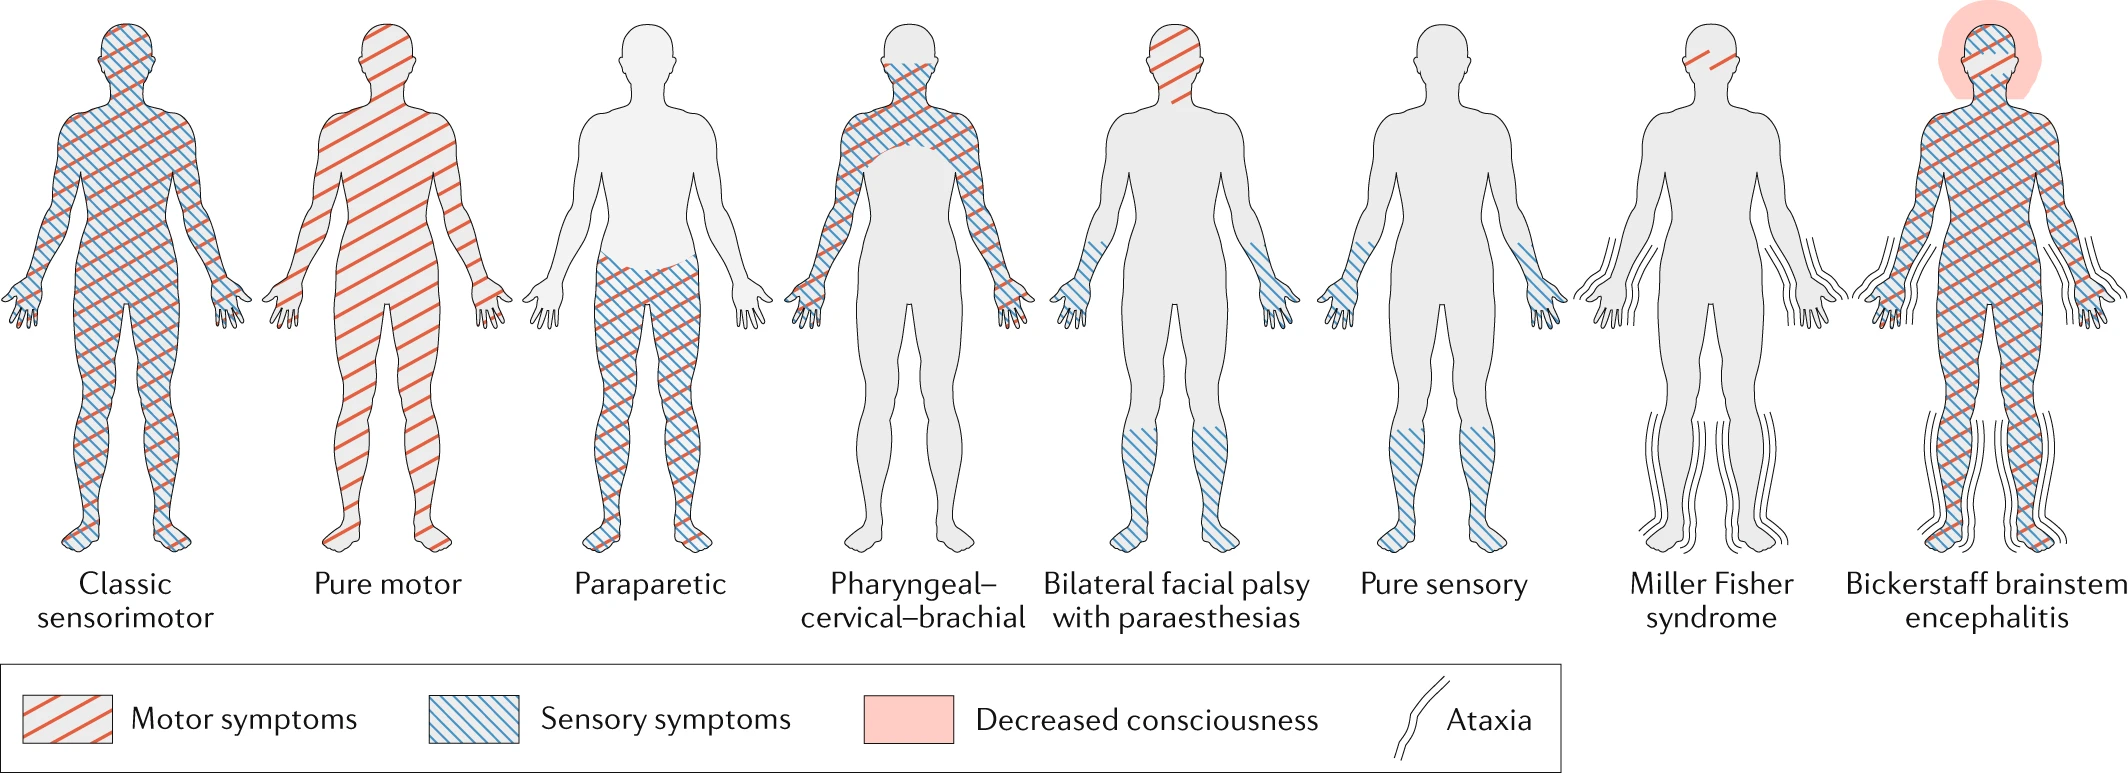 Classic
sensorimotor
Pure motor
Paraparetic
Pharyngeal–
cervical–brachial
Bilateral facial palsy
with paraesthesias
Pure sensory
Miller Fisher
syndrome
Bickerstaff brainstem
encephalitis
Motor symptoms
Sensory symptoms
Decreased consciousness
Ataxia